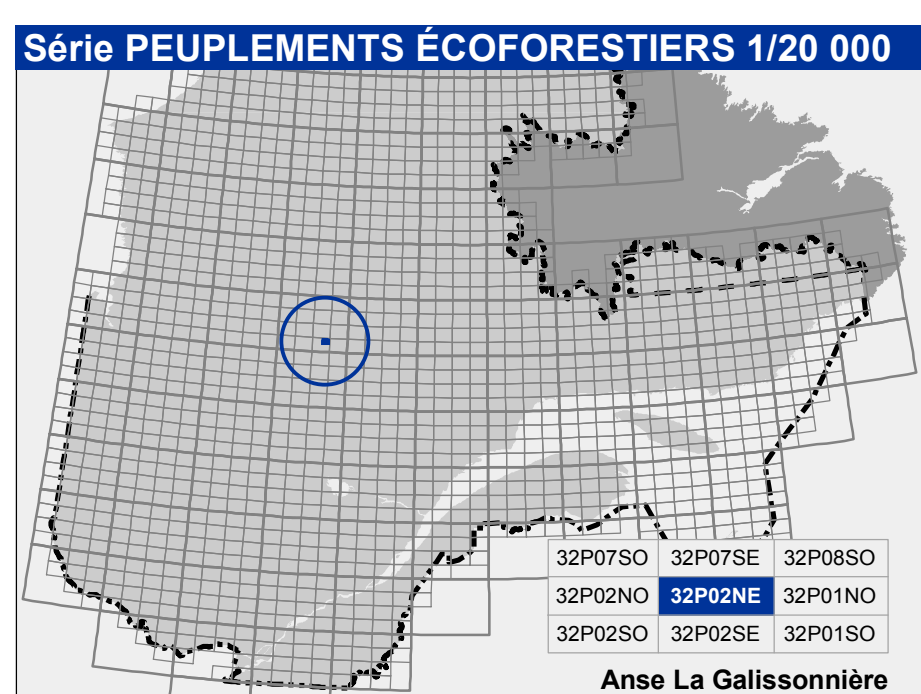 Série PEUPLEMENTS ÉCOFORESTIERS 1/20 000
32P07SO 32P07SE 32P08SO
32P02NO 32P02NE 32P01NO
32P02SO 32P02SE 32P01SO
Anse La Galissonnière